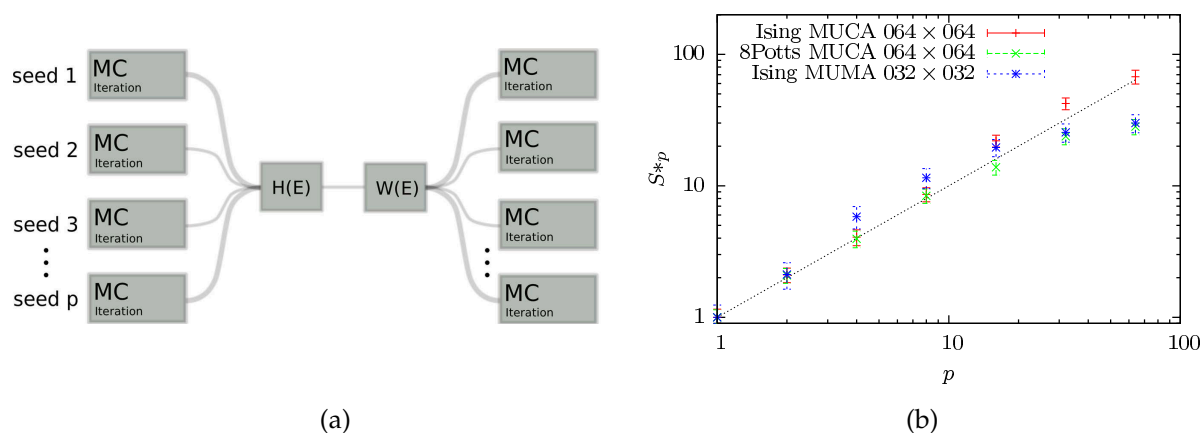 seed 1
MC
Iteration
MC
Iteration
seed 2
MC
Iteration
MC
Iteration
H(E)
W(E)
seed 3
MC
Iteration
MC
Iteration
seed p
MC
Iteration
MC
Iteration
(a)
Ising MUCA 064 × 064
8Potts MUCA 064 × 064
Ising MUMA 032 × 032
100
10
1
S*p
1
10
100
p
(b)